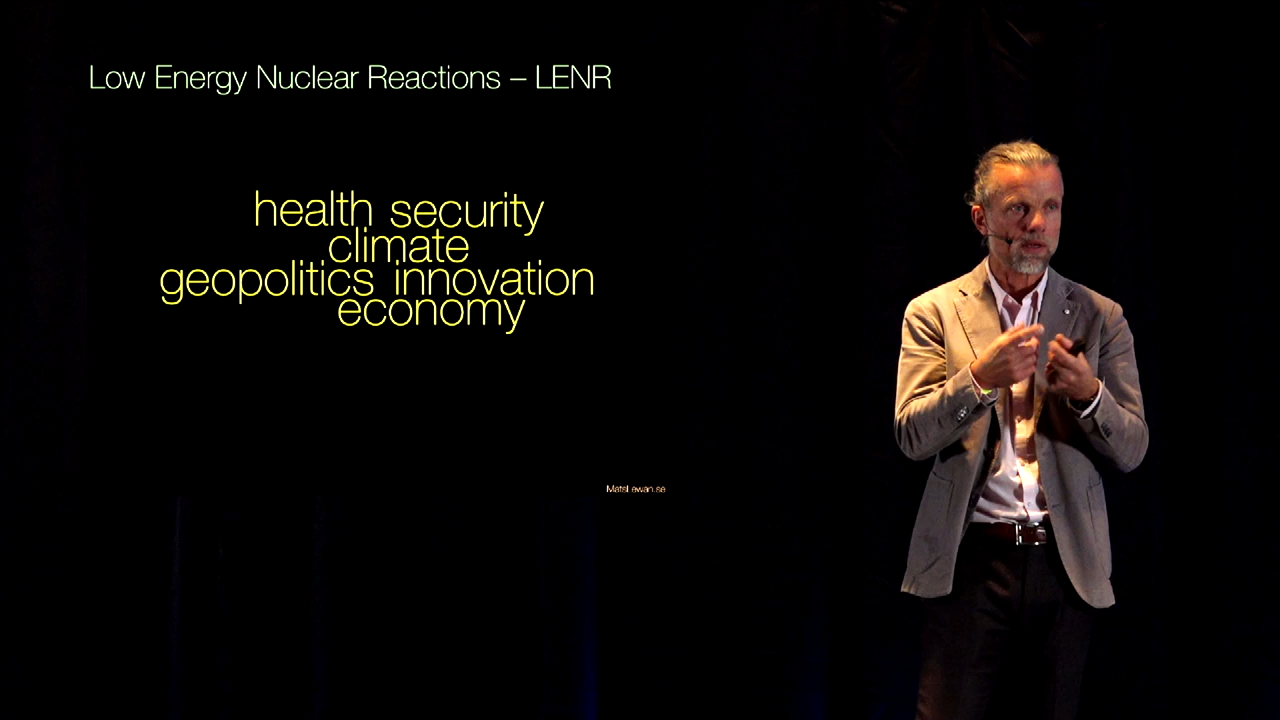 Low Energy Nuclear Reactions – LENR
health security
climate
geopolitics innovation
economy
MatsLewan.se